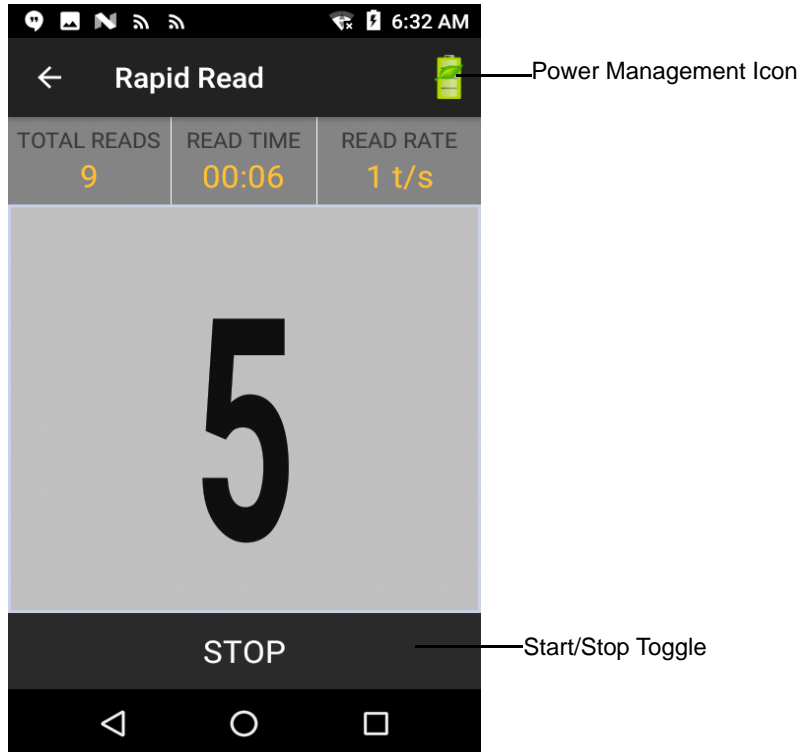 6:32 AM
Rapid Read
Power Management Icon
TOTAL READS READ TIME READ RATE
9 00:06 1 t/s
5
STOP
Start/Stop Toggle